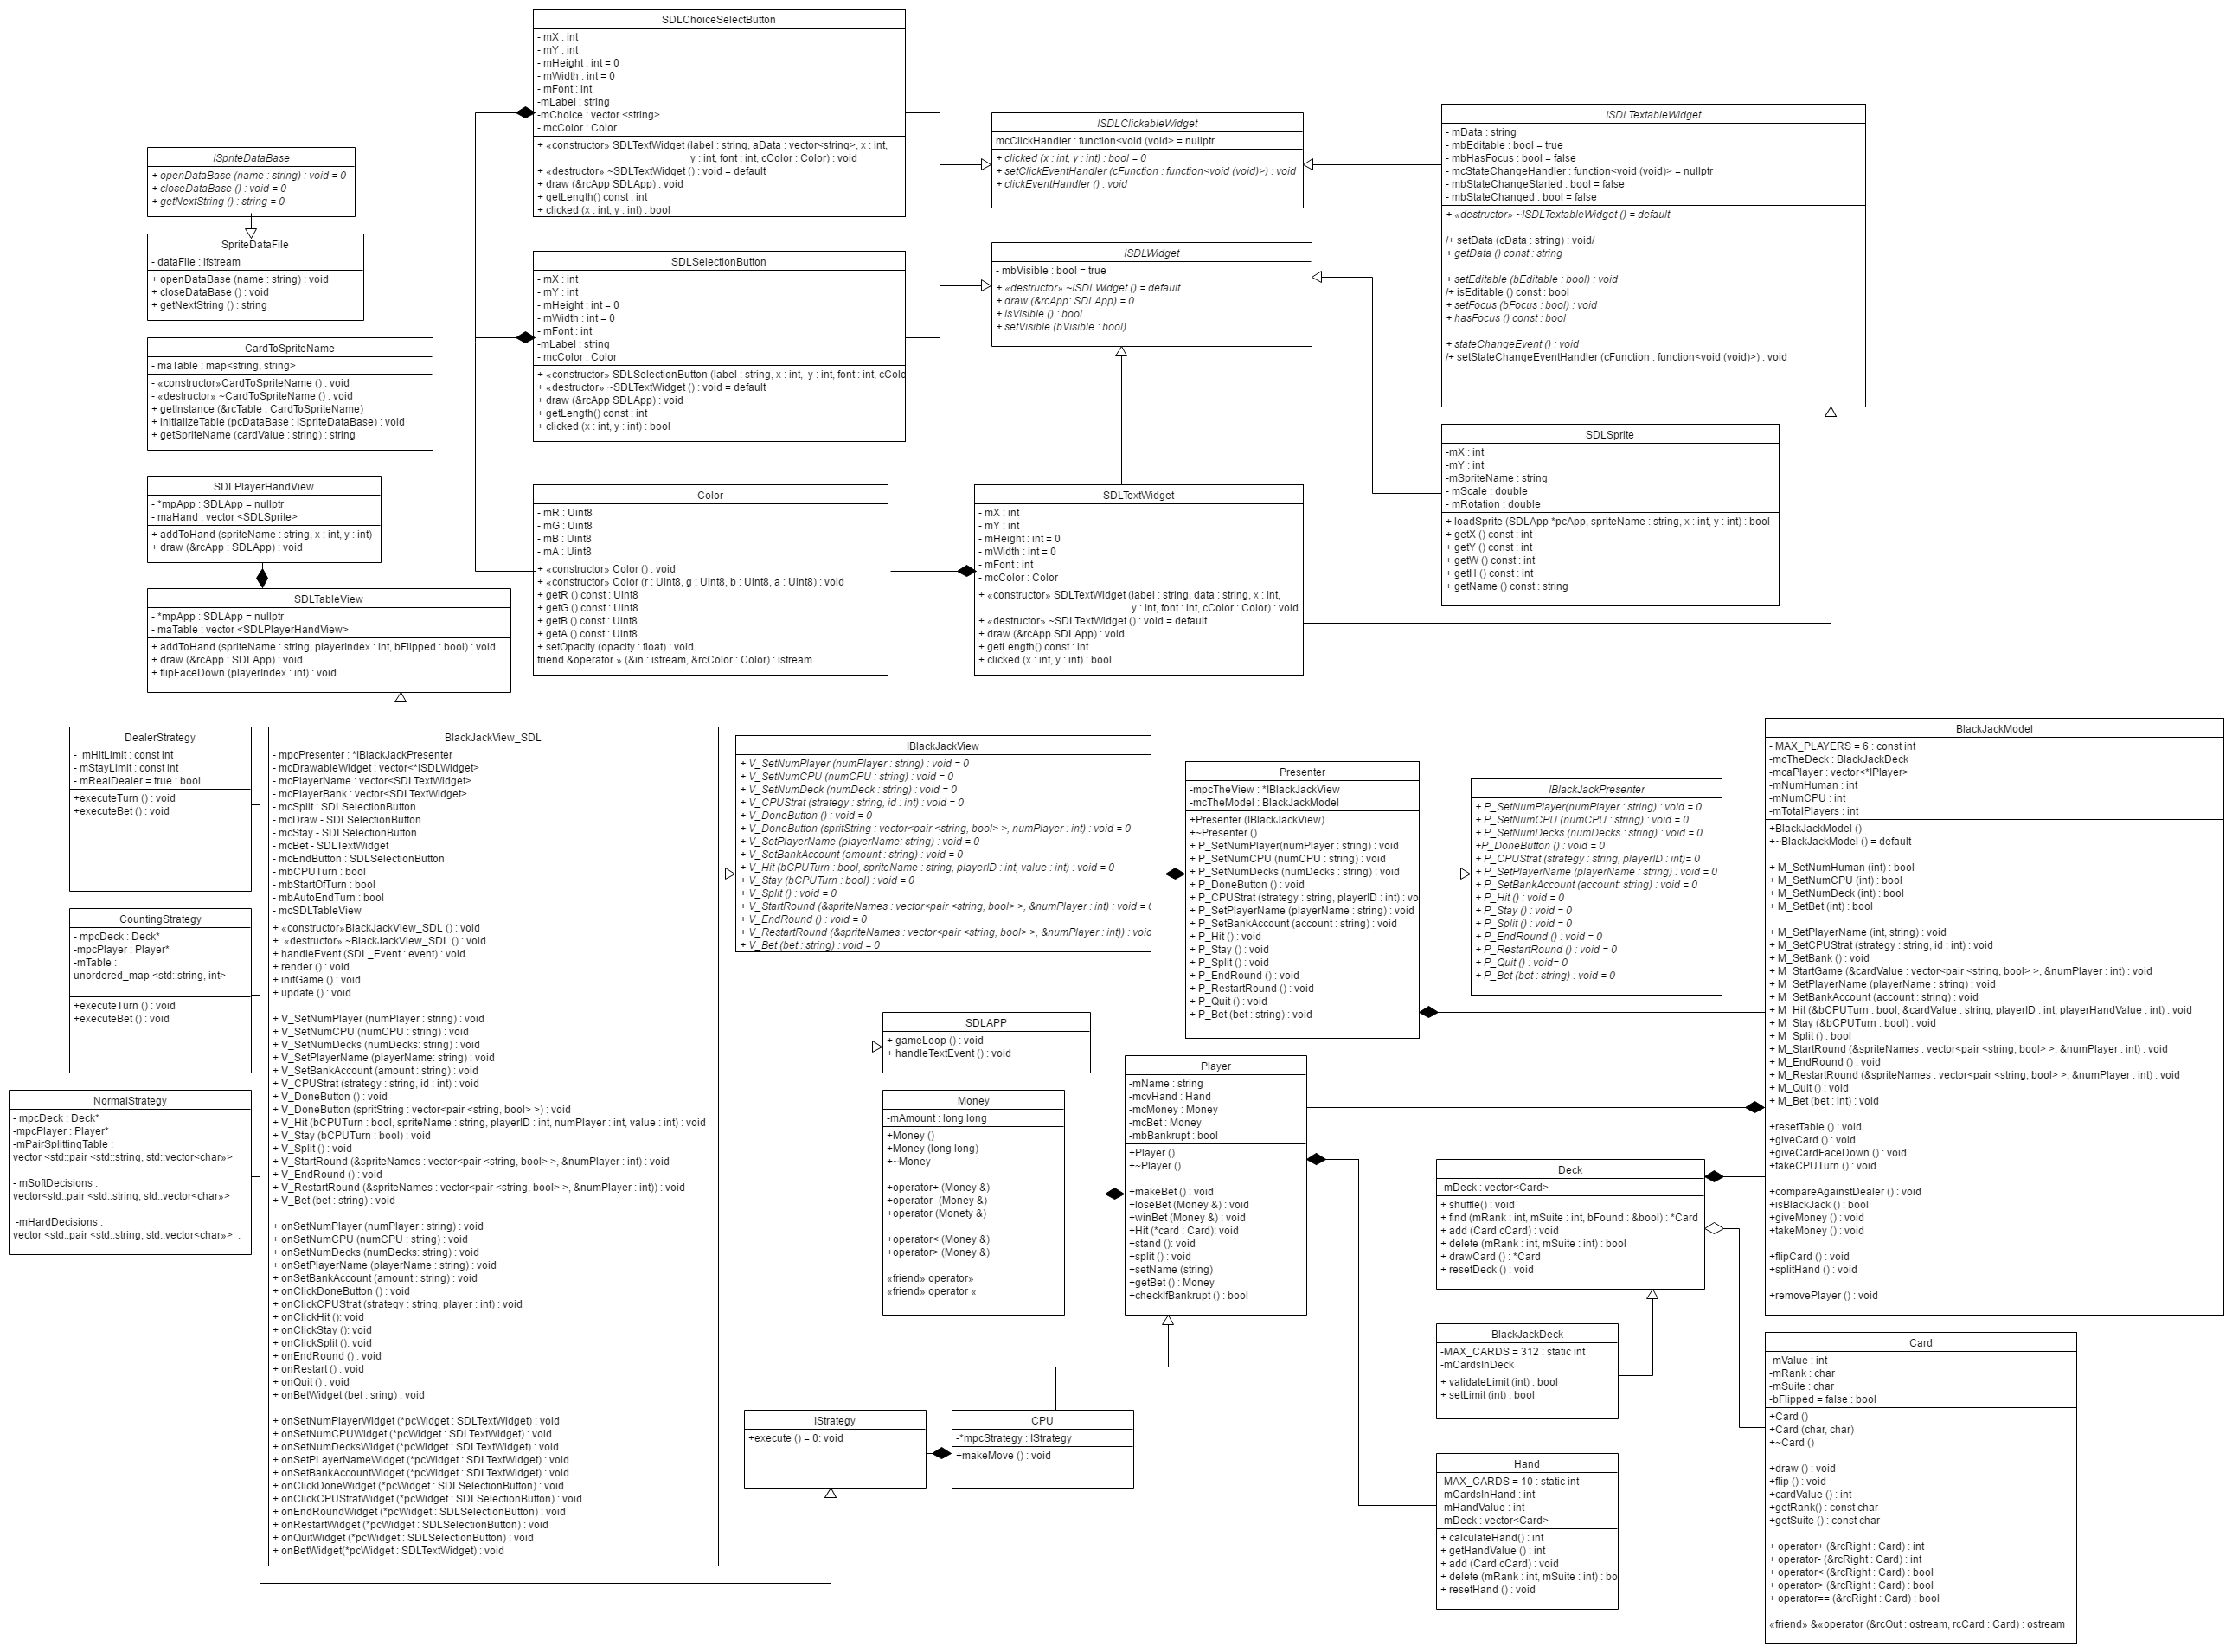 SDLChoiceSelectButton
- mX : int
- mY : int
- mHeight : int = 0
- mWidth : int = 0
- mFont : int
-mLabel : string
-mChoice : vector <string>
- mcColor : Color
+ «constructor» SDLTextWidget (label : string, aData : vector<string>, x : int,
y : int, font : int, cColor : Color) : void
+ «destructor» ~SDLTextWidget () : void = default
+ draw (&rcApp SDLApp) : void
+ getLength() const : int
+ clicked (x : int, y : int) : bool
ISDLClickableWidget
mcClickHandler : function<void (void> = nullptr
+ clicked (x : int, y : int) : bool = 0
+ setClickEventHandler (cFunction : function<void (void)>) : void
+ clickEventHandler () : void
ISDLTextableWidget
- mData : string
- mbEditable : bool = true
- mbHasFocus : bool = false
- mcStateChangeHandler : function<void (void)> = nullptr
- mbStateChangeStarted : bool = false
- mbStateChanged : bool = false
+ «destructor» ~ISDLTextableWidget () = default
/+ setData (cData : string) : void/
+ getData () const : string
+ setEditable (bEditable : bool) : void
/+ isEditable () const : bool
+ setFocus (bFocus : bool) : void
+ hasFocus () const : bool
+ stateChangeEvent () : void
/+ setStateChangeEventHandler (cFunction : function<void (void)>) : void
ISpriteDataBase
+ openDataBase (name : string) : void = 0
+ closeDataBase () : void = 0
+ getNextString () : string = 0
SpriteDataFile
- dataFile : ifstream
+ openDataBase (name : string) : void
+ closeDataBase () : void
+ getNextString () : string
SDLSelectionButton
- mX : int
- mY : int
- mHeight : int = 0
- mWidth : int = 0
- mFont : int
-mLabel : string
- mcColor : Color
+ «constructor» SDLSelectionButton (label : string, x : int, y : int, font : int, cColo
+ «destructor» ~SDLTextWidget () : void = default
+ draw (&rcApp SDLApp) : void
+ getLength() const : int
+ clicked (x : int, y : int) : bool
ISDLWidget
- mbVisible : bool = true
+ «destructor» ~ISDLWidget () = default
+ draw (&rcApp: SDLApp) = 0
+ isVisible () : bool
+ setVisible (bVisible : bool)
CardToSpriteName
- maTable : map<string, string>
- «constructor»CardToSpriteName () : void
- «destructor» ~CardToSpriteName () : void
+ getInstance (&rcTable : CardToSpriteName)
+ initializeTable (pcDataBase : ISpriteDataBase) : void
+ getSpriteName (cardValue : string) : string
SDLSprite
-mX : int
-mY : int
-mSpriteName : string
- mScale : double
- mRotation : double
+ loadSprite (SDLApp *pcApp, spriteName : string, x : int, y : int) : bool
+ getX () const : int
+ getY () const : int
+ getW () const : int
+ getH () const : int
+ getName () const : string
SDLPlayerHandView
- *mpApp : SDLApp = nullptr
- maHand : vector <SDLSprite>
+ addToHand (spriteName : string, x : int, y : int)
+ draw (&rcApp : SDLApp) : void
Color
- mR : Uint8
- mG : Uint8
- mB : Uint8
- mA : Uint8
+ «constructor» Color () : void
+ «constructor» Color (r : Uint8, g : Uint8, b : Uint8, a : Uint8) : void
+ getR () const : Uint8
+ getG () const : Uint8
+ getB () const : Uint8
+ getA () const : Uint8
+ setOpacity (opacity : float) : void
friend &operator » (&in : istream, &rcColor : Color) : istream
SDLTextWidget
- mX : int
- mY : int
- mHeight : int = 0
- mWidth : int = 0
- mFont : int
- mcColor : Color
+ «constructor» SDLTextWidget (label : string, data : string, x : int,
y : int, font : int, cColor : Color) : void
+ «destructor» ~SDLTextWidget () : void = default
+ draw (&rcApp SDLApp) : void
+ getLength() const : int
+ clicked (x : int, y : int) : bool
SDLTableView
- *mpApp : SDLApp = nullptr
- maTable : vector <SDLPlayerHandView>
+ addToHand (spriteName : string, playerIndex : int, bFlipped : bool) : void
+ draw (&rcApp : SDLApp) : void
+ flipFaceDown (playerIndex : int) : void
DealerStrategy
- mHitLimit : const int
- mStayLimit : const int
- mRealDealer = true : bool
+executeTurn () : void
+executeBet () : void
CountingStrategy
- mpcDeck : Deck*
-mpcPlayer : Player*
-mTable :
unordered_map <std::string, int>
+executeTurn () : void
+executeBet () : void
NormalStrategy
- mpcDeck : Deck*
-mpcPlayer : Player*
-mPairSplittingTable :
vector <std::pair <std::string, std::vector<char»>
- mSoftDecisions :
vector<std::pair <std::string, std::vector<char»>
-mHardDecisions :
vector <std::pair <std::string, std::vector<char»> :
BlackJackView_SDL
- mpcPresenter : *IBlackJackPresenter
- mcDrawableWidget : vector<*ISDLWidget>
- mcPlayerName : vector<SDLTextWidget>
- mcPlayerBank : vector<SDLTextWidget>
- mcSplit : SDLSelectionButton
- mcDraw - SDLSelectionButton
- mcStay - SDLSelectionButton
- mcBet - SDLTextWidget
- mcEndButton : SDLSelectionButton
- mbCPUTurn : bool
- mbStartOfTurn : bool
- mbAutoEndTurn : bool
- mcSDLTableView
+ «constructor»BlackJackView_SDL () : void
+ «destructor» ~BlackJackView_SDL () : void
+ handleEvent (SDL_Event : event) : void
+ render () : void
+ initGame () : void
+ update () : void
+ V_SetNumPlayer (numPlayer : string) : void
+ V_SetNumCPU (numCPU : string) : void
+ V_SetNumDecks (numDecks: string) : void
+ V_SetPlayerName (playerName: string) : void
+ V_SetBankAccount (amount : string) : void
+ V_CPUStrat (strategy : string, id : int) : void
+ V_DoneButton () : void
+ V_DoneButton (spritString : vector<pair <string, bool> >) : void
+ V_Hit (bCPUTurn : bool, spriteName : string, playerID : int, numPlayer : int, value : int) : void
+ V_Stay (bCPUTurn : bool) : void
+ V_Split () : void
+ V_StartRound (&spriteNames : vector<pair <string, bool> >, &numPlayer : int) : void
+ V_EndRound () : void
+ V_RestartRound (&spriteNames : vector<pair <string, bool> >, &numPlayer : int)) : void
+ V_Bet (bet : string) : void
+ onSetNumPlayer (numPlayer : string) : void
+ onSetNumCPU (numCPU : string) : void
+ onSetNumDecks (numDecks: string) : void
+ onSetPlayerName (playerName : string) : void
+ onSetBankAccount (amount : string) : void
+ onClickDoneButton () : void
+ onClickCPUStrat (strategy : string, player : int) : void
+ onClickHit (): void
+ onClickStay (): void
+ onClickSplit (): void
+ onEndRound () : void
+ onRestart () : void
+ onQuit () : void
+ onBetWidget (bet : sring) : void
+ onSetNumPlayerWidget (*pcWidget : SDLTextWidget) : void
+ onSetNumCPUWidget (*pcWidget : SDLTextWidget) : void
+ onSetNumDecksWidget (*pcWidget : SDLTextWidget) : void
+ onSetPLayerNameWidget (*pcWidget : SDLTextWidget) : void
+ onSetBankAccountWidget (*pcWidget : SDLTextWidget) : void
+ onClickDoneWidget (*pcWidget : SDLSelectionButton) : void
+ onClickCPUStratWidget (*pcWidget : SDLSelectionButton) : void
+ onEndRoundWidget (*pcWidget : SDLSelectionButton) : void
+ onRestartWidget (*pcWidget : SDLSelectionButton) : void
+ onQuitWidget (*pcWidget : SDLSelectionButton) : void
+ onBetWidget(*pcWidget : SDLTextWidget) : void
IBlackJackView
+ V_SetNumPlayer (numPlayer : string) : void = 0
+ V_SetNumCPU (numCPU : string) : void = 0
+ V_SetNumDeck (numDeck : string) : void = 0
+ V_CPUStrat (strategy : string, id : int) : void = 0
+ V_DoneButton () : void = 0
+ V_DoneButton (spritString : vector<pair <string, bool> >, numPlayer : int) : void = 0
+ V_SetPlayerName (playerName: string) : void = 0
+ V_SetBankAccount (amount : string) : void = 0
+ V_Hit (bCPUTurn : bool, spriteName : string, playerID : int, value : int) : void = 0
+ V_Stay (bCPUTurn : bool) : void = 0
+ V_Split () : void = 0
+ V_StartRound (&spriteNames : vector<pair <string, bool> >, &numPlayer : int) : void = 0
+ V_EndRound () : void = 0
+ V_RestartRound (&spriteNames : vector<pair <string, bool> >, &numPlayer : int)) : void
+ V_Bet (bet : string) : void = 0
Presenter
-mpcTheView : *IBlackJackView
-mcTheModel : BlackJackModel
+Presenter (IBlackJackView)
+~Presenter ()
+ P_SetNumPlayer(numPlayer : string) : void
+ P_SetNumCPU (numCPU : string) : void
+ P_SetNumDecks (numDecks : string) : void
+ P_DoneButton () : void
+ P_CPUStrat (strategy : string, playerID : int) : vo
+ P_SetPlayerName (playerName : string) : void
+ P_SetBankAccount (account : string) : void
+ P_Hit () : void
+ P_Stay () : void
+ P_Split () : void
+ P_EndRound () : void
+ P_RestartRound () : void
+ P_Quit () : void
+ P_Bet (bet : string) : void
IBlackJackPresenter
+ P_SetNumPlayer(numPlayer : string) : void = 0
+ P_SetNumCPU (numCPU : string) : void = 0
+ P_SetNumDecks (numDecks : string) : void = 0
+P_DoneButton () : void = 0
+ P_CPUStrat (strategy : string, playerID : int)= 0
+ P_SetPlayerName (playerName : string) : void = 0
+ P_SetBankAccount (account: string) : void = 0
+ P_Hit () : void = 0
+ P_Stay () : void = 0
+ P_Split () : void = 0
+ P_EndRound () : void = 0
+ P_RestartRound () : void = 0
+ P_Quit () : void= 0
+ P_Bet (bet : string) : void = 0
BlackJackModel
- MAX_PLAYERS = 6 : const int
-mcTheDeck : BlackJackDeck
-mcaPlayer : vector<*IPlayer>
-mNumHuman : int
-mNumCPU : int
-mTotalPlayers : int
+BlackJackModel ()
+~BlackJackModel () = default
+ M_SetNumHuman (int) : bool
+ M_SetNumCPU (int) : bool
+ M_SetNumDeck (int) : bool
+ M_SetBet (int) : bool
+ M_SetPlayerName (int, string) : void
+ M_SetCPUStrat (strategy : string, id : int): void
+ M_SetBank () : void
+ M_StartGame (&cardValue : vector<pair <string, bool> >, &numPlayer : int) : void
+ M_SetPlayerName (playerName : string) : void
+ M_SetBankAccount (account : string) : void
+ M_Hit (&bCPUTurn : bool, &cardValue : string, playerID : int, playerHandValue : int) : void
+ M_Stay (&bCPUTurn : bool) : void
+ M_Split () : bool
+ M_StartRound (&spriteNames : vector<pair <string, bool> >, &numPlayer : int) : void
+ M_EndRound () : void
+ M_RestartRound (&spriteNames : vector<pair <string, bool> >, &numPlayer : int) : void
+ M_Quit () : void
+ M_Bet (bet : int) : void
+resetTable () : void
+giveCard () : void
+giveCardFaceDown () : void
+takeCPUTurn () : void
+compareAgainstDealer () : void
+isBlackJack () : bool
+giveMoney () : void
+takeMoney () : void
+flipCard () : void
+splitHand () : void
+removePlayer () : void
SDLAPP
+ gameLoop () : void
+ handleTextEvent () : void
Money
-mAmount : long long
+Money ()
+Money (long long)
+~Money
+operator+ (Money &)
+operator- (Money &)
+operator (Monety &)
+operator< (Money &)
+operator> (Money &)
«friend» operator»
«friend» operator «
Player
-mName : string
-mcvHand : Hand
-mcMoney : Money
-mcBet : Money
-mbBankrupt : bool
+Player ()
+~Player ()
+makeBet () : void
+loseBet (Money &) : void
+winBet (Money &) : void
+Hit (*card : Card): void
+stand (): void
+split () : void
+setName (string)
+getBet () : Money
+checkIfBankrupt () : bool
Deck
-mDeck : vector<Card>
+ shuffle() : void
+ find (mRank : int, mSuite : int, bFound : &bool) : *Card
+ add (Card cCard) : void
+ delete (mRank : int, mSuite : int) : bool
+ drawCard () : *Card
+ resetDeck () : void
BlackJackDeck
-MAX_CARDS = 312 : static int
-mCardsInDeck
+ validateLimit (int) : bool
+ setLimit (int) : bool
Card
-mValue : int
-mRank : char
-mSuite : char
-bFlipped = false : bool
+Card ()
+Card (char, char)
+~Card ()
+draw () : void
+flip () : void
+cardValue () : int
+getRank() : const char
+getSuite () : const char
+ operator+ (&rcRight : Card) : int
+ operator- (&rcRight : Card) : int
+ operator< (&rcRight : Card) : bool
+ operator> (&rcRight : Card) : bool
+ operator== (&rcRight : Card) : bool
«friend» &«operator (&rcOut : ostream, rcCard : Card) : ostream
IStrategy
+execute () = 0: void
CPU
-*mpcStrategy : IStrategy
+makeMove () : void
Hand
-MAX_CARDS = 10 : static int
-mCardsInHand : int
-mHandValue : int
-mDeck : vector<Card>
+ calculateHand() : int
+ getHandValue () : int
+ add (Card cCard) : void
+ delete (mRank : int, mSuite : int) : bo
+ resetHand () : void